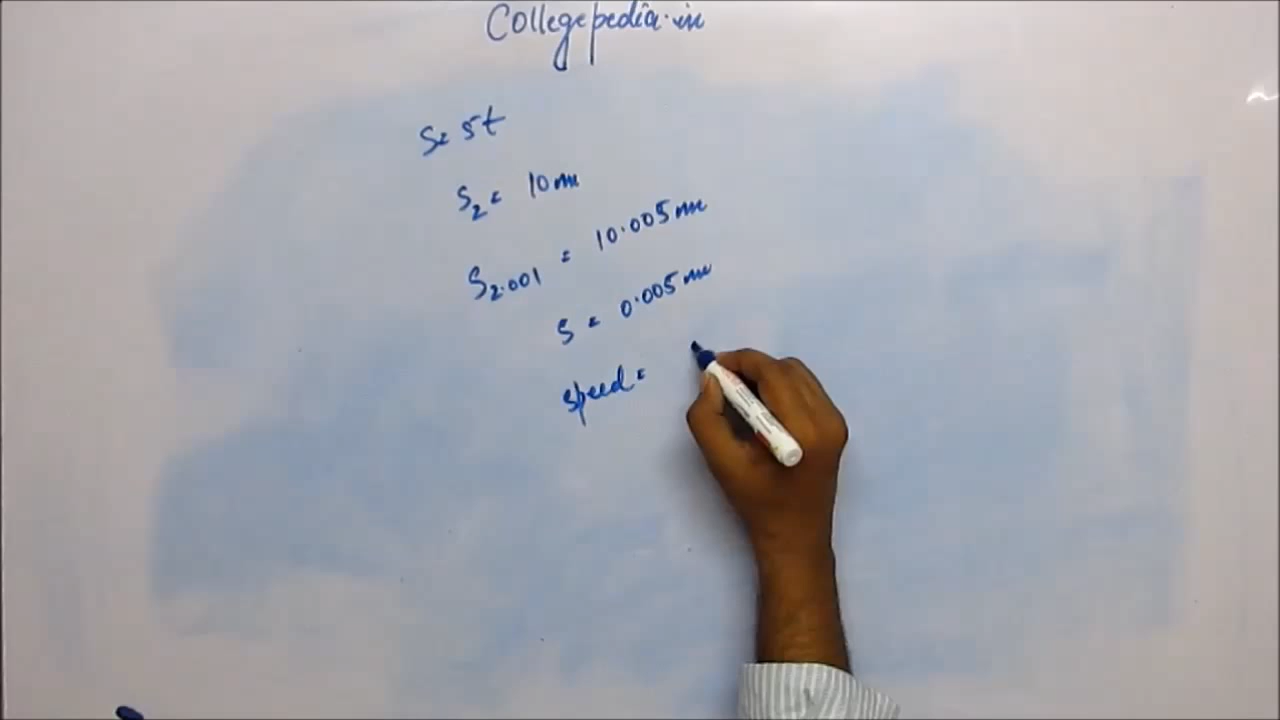 Collegepedia.in
S = 5t
S2 = 10m
S2.001 = 10.005m
S = 0.005m
speed =